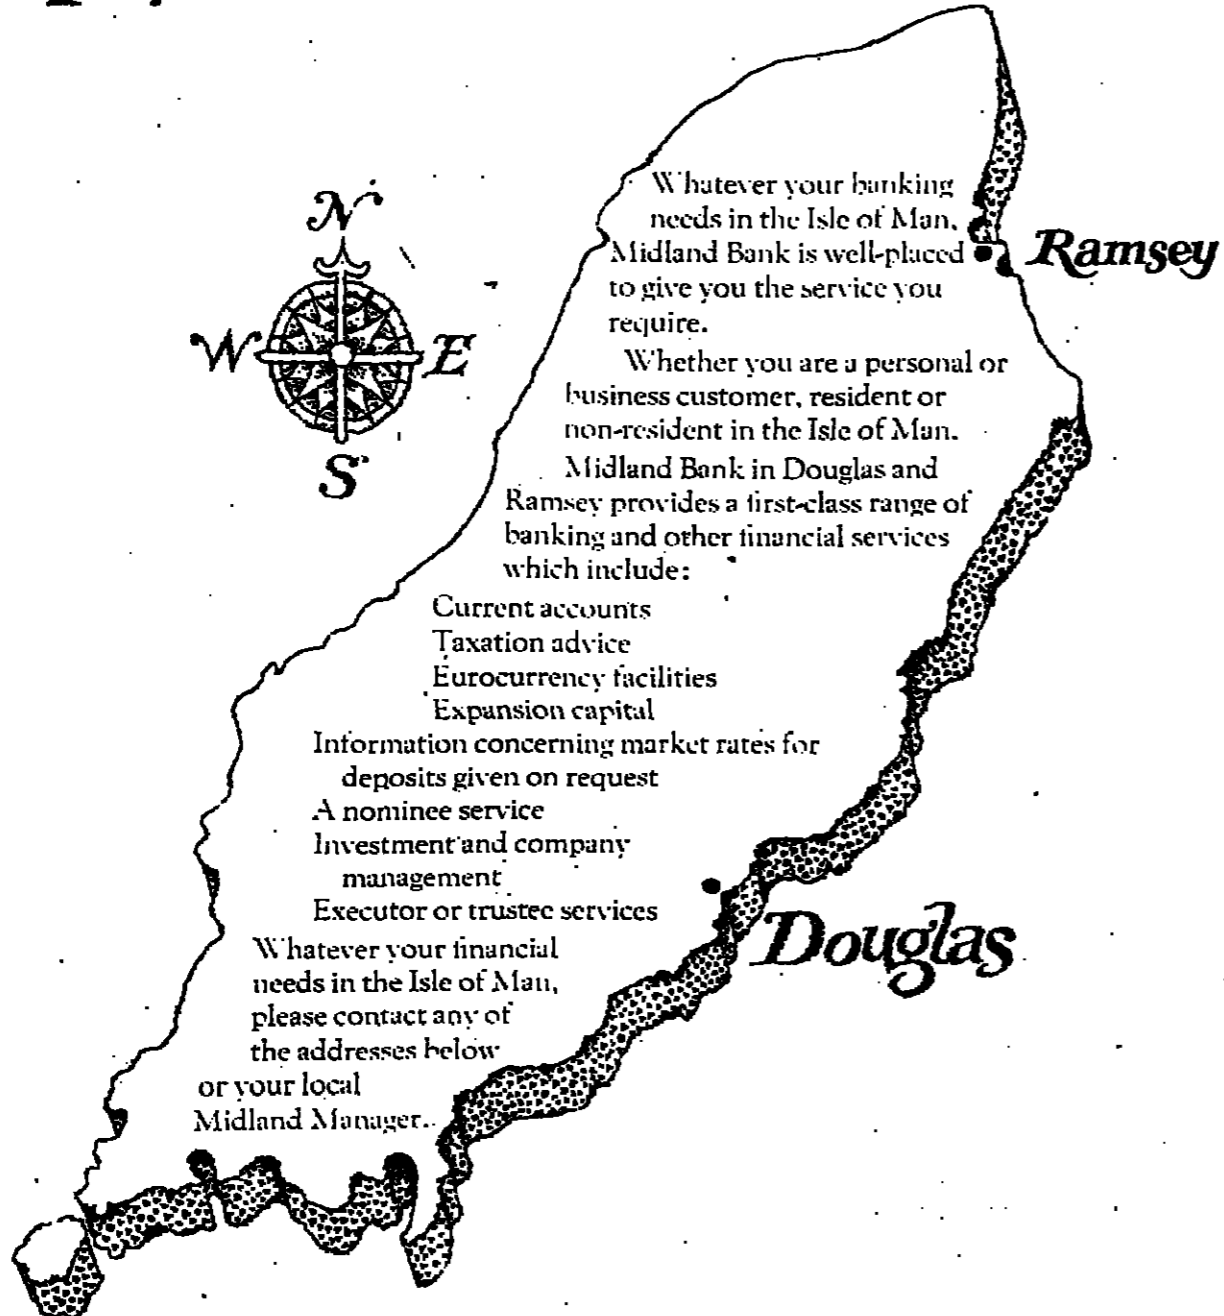 N
W
E
S
Whatever your banking
needs in the Isle of Man,
Midland Bank is well-placed
to give you the service you
require.
Ramsey
Whether you are a personal or
business customer, resident or
non-resident in the Isle of Man.
Midland Bank in Douglas and
Ramsey provides a first-class range of
banking and other financial services
which include:
Current accounts
Taxation advice
Eurocurrency facilities
Expansion capital
Information concerning market rates for
deposits given on request
A nominee service
Investment and company
management
Executor or trustee services
Douglas
Whatever your financial
needs in the Isle of Man,
please contact any of
the addresses below
or your local
Midland Manager.